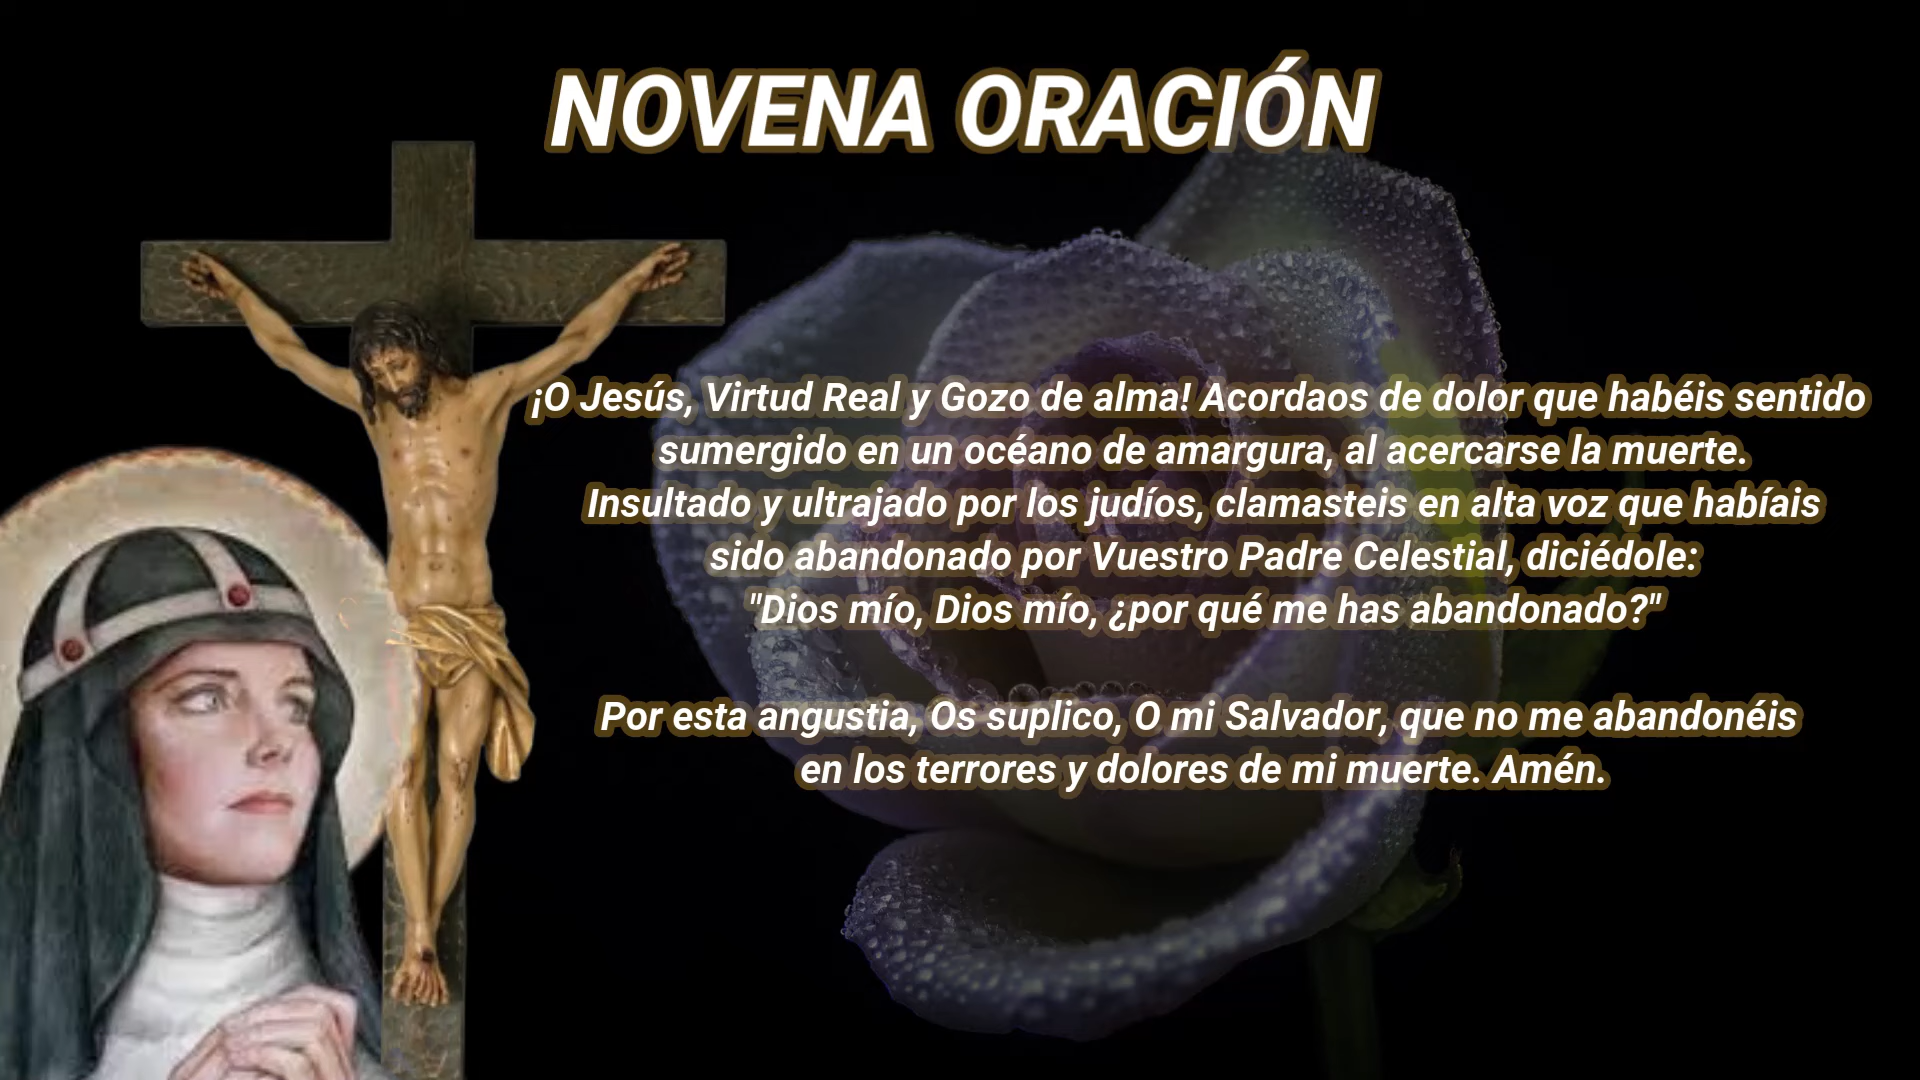 NOVENA ORACIÓN
¡O Jesús, Virtud Real y Gozo de alma! Acordaos de dolor que habéis sentido
sumergido en un océano de amargura, al acercarse la muerte.
Insultado y ultrajado por los judíos, clamasteis en alta voz que habíais
sido abandonado por Vuestro Padre Celestial, diciédole:
"Dios mío, Dios mío, ¿por qué me has abandonado?"
Por esta angustia, Os suplico, O mi Salvador, que no me abandonéis
en los terrores y dolores de mi muerte. Amén.